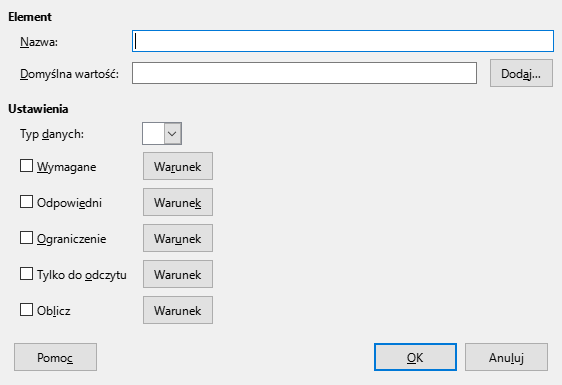 Element
Nazwa:
Domyślna wartość:
Dodaj...
Ustawienia
Typ danych:
Wymagane Warunek
Odpowiedni Warunek
Ograniczenie Warunek
Tylko do odczytu Warunek
Oblicz Warunek
Pomoc OK Anuluj